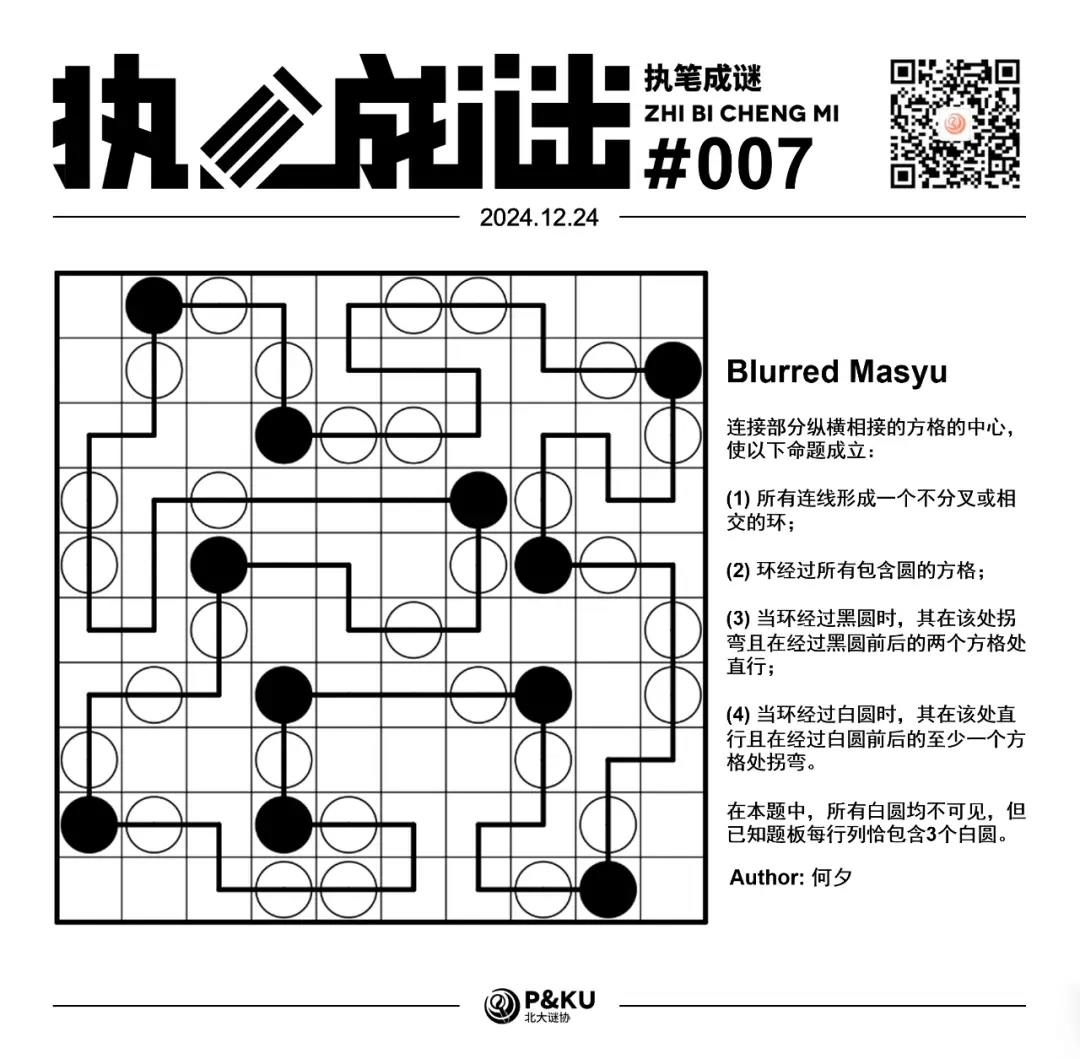 执笔成谜
执笔成谜
ZHI BI CHENG MI
#007
2024.12.24
Blurred Masyu
连接部分纵横相接的方格的中心，
使以下命题成立：
(1) 所有连线形成一个不分叉或相
交的环；
(2) 环经过所有包含圆的方格；
(3) 当环经过黑圆时，其在该处拐
弯且在经过黑圆前后的两个方格处
直行；
(4) 当环经过白圆时，其在该处直
行且在经过白圆前后的至少一个方
格处拐弯。
在本题中，所有白圆均不可见，但
已知题板每行列恰包含3个白圆。
Author: 何夕
P&KU
北大谜协